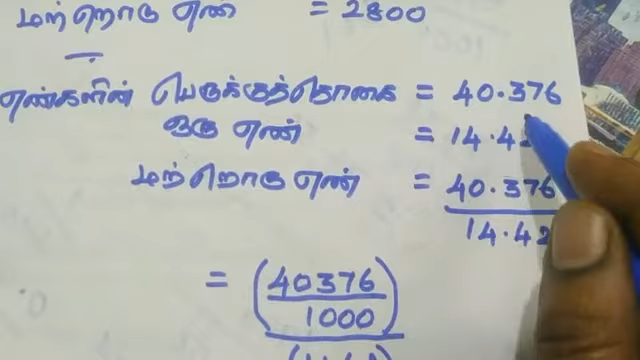 மற்றொரு எண் = 2800
எண்களின் பெருக்குத்தொகை = 40.376
ஒரு எண் = 14.42
மற்றொரு எண் = 40.376
14.42
= (40376
1000)